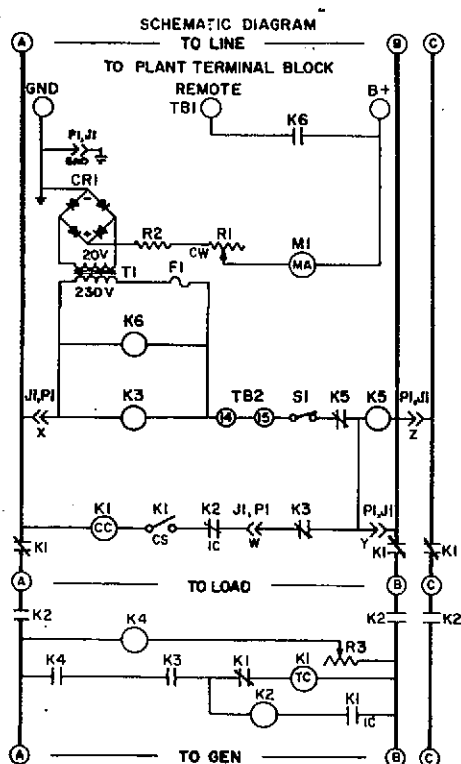 SCHEMATIC DIAGRAM
A TO LINE B C
TO PLANT TERMINAL BLOCK
GND REMOTE B+
TB1
K6
P1,J1
GND
CR1
- +
R2 R1
CW
M1
MA
20V
T1 F1
230V
K6
J1,P1 K3 TB2 S1 K5 K5 P1,J1
14 15
X Z
K1 K1 K2 J1,P1 K3 P1,J1
CC CS IC W Y
K1 K1 K1
A TO LOAD B C
K2 K4 K2 K2
R3
K4 K3 K1 K1
TC
K2 K1
IC
A TO GEN B C